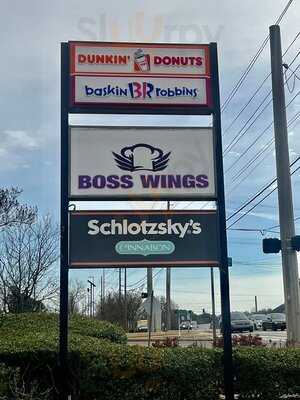 DUNKIN' DONUTS
baskin BR robbins
BOSS WINGS
Schlotzsky's
CINNABON